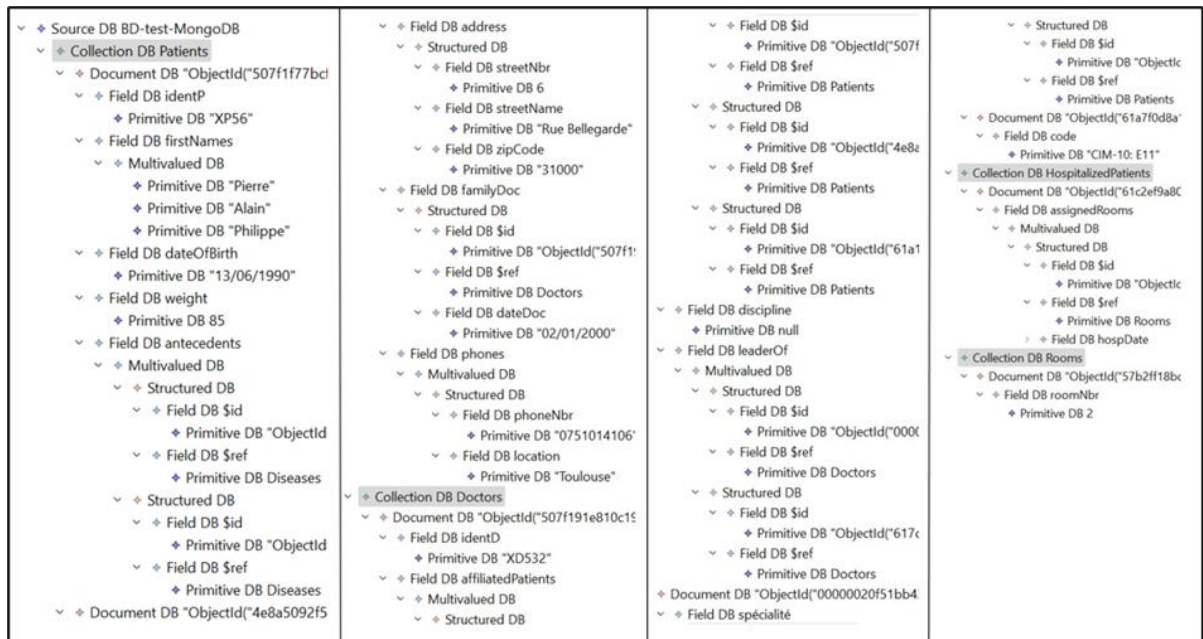 Source DB BD-test-MongoDB
Collection DB Patients
Document DB "ObjectId("507f1f77bcf
Field DB identP
Primitive DB "XP56"
Field DB firstNames
Multivalued DB
Primitive DB "Pierre"
Primitive DB "Alain"
Primitive DB "Philippe"
Field DB dateOfBirth
Primitive DB "13/06/1990"
Field DB weight
Primitive DB 85
Field DB antecedents
Multivalued DB
Structured DB
Field DB $id
Primitive DB "ObjectId
Field DB $ref
Primitive DB Diseases
Structured DB
Field DB $id
Primitive DB "ObjectId
Field DB $ref
Primitive DB Diseases
Document DB "ObjectId("4e8a5092f5
Field DB address
Structured DB
Field DB streetNbr
Primitive DB 6
Field DB streetName
Primitive DB "Rue Bellegarde"
Field DB zipCode
Primitive DB "31000"
Field DB familyDoc
Structured DB
Field DB $id
Primitive DB "ObjectId("507f19
Field DB $ref
Primitive DB Doctors
Field DB dateDoc
Primitive DB "02/01/2000"
Field DB phones
Multivalued DB
Structured DB
Field DB phoneNbr
Primitive DB "0751014106"
Field DB location
Primitive DB "Toulouse"
Collection DB Doctors
Document DB "ObjectId("507f191e810c19
Field DB identD
Primitive DB "XD532"
Field DB affiliatedPatients
Multivalued DB
Structured DB
Field DB $id
Primitive DB "ObjectId("507f
Field DB $ref
Primitive DB Patients
Structured DB
Field DB $id
Primitive DB "ObjectId("4e8a
Field DB $ref
Primitive DB Patients
Structured DB
Field DB $id
Primitive DB "ObjectId("61a1
Field DB $ref
Primitive DB Patients
Field DB discipline
Primitive DB null
Field DB leaderOf
Multivalued DB
Structured DB
Field DB $id
Primitive DB "ObjectId("000(
Field DB $ref
Primitive DB Doctors
Structured DB
Field DB $id
Primitive DB "ObjectId("617c
Field DB $ref
Primitive DB Doctors
Document DB "ObjectId("00000020f51bb4
Field DB spécialité
Structured DB
Field DB $id
Primitive DB "ObjectIc
Field DB $ref
Primitive DB Patients
Document DB "ObjectId("61a7f0d8a
Field DB code
Primitive DB "CIM-10: E11"
Collection DB HospitalizedPatients
Document DB "ObjectId("61c2ef9a8C
Field DB assignedRooms
Multivalued DB
Structured DB
Field DB $id
Primitive DB "ObjectIc
Field DB $ref
Primitive DB Rooms
Field DB hospDate
Collection DB Rooms
Document DB "ObjectId("57b2ff18bc
Field DB roomNbr
Primitive DB 2